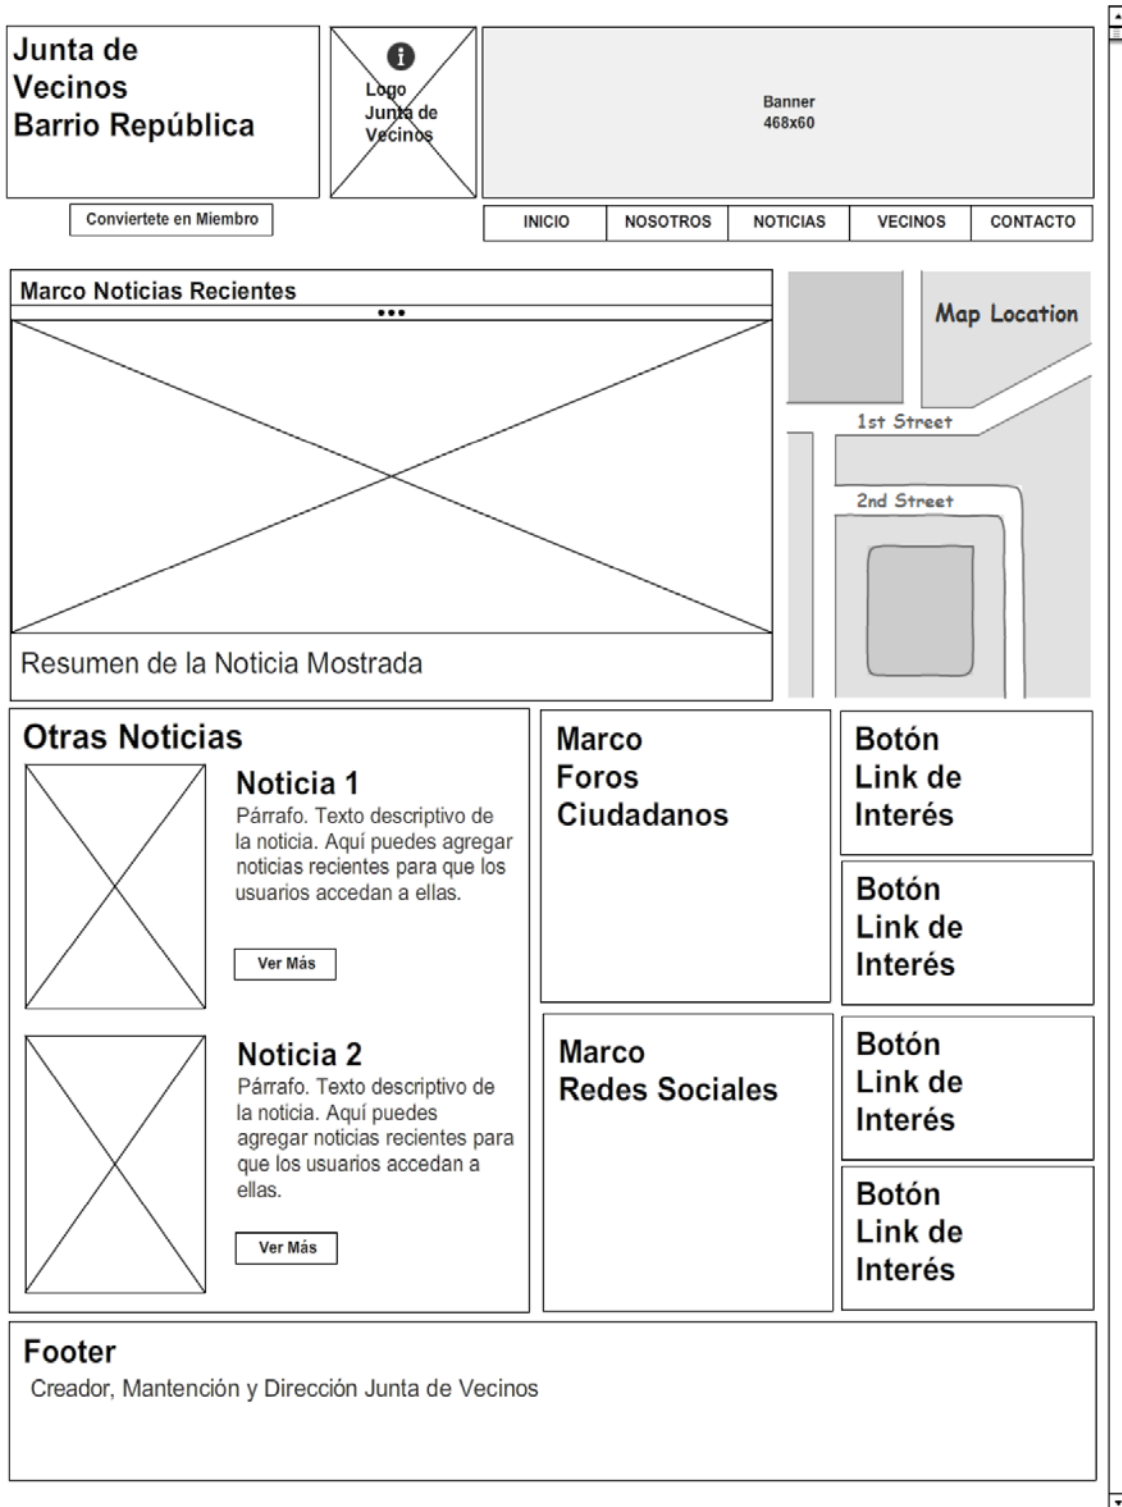 Junta de
Vecinos
Barrio República
Logo
Junta de
Vecinos
Banner
468x60
Conviertete en Miembro
INICIO
NOSOTROS
NOTICIAS
VECINOS
CONTACTO
Marco Noticias Recientes
Map Location
1st Street
2nd Street
Resumen de la Noticia Mostrada
Otras Noticias
Noticia 1
Párrafo. Texto descriptivo de
la noticia. Aquí puedes agregar
noticias recientes para que los
usuarios accedan a ellas.
Ver Más
Noticia 2
Párrafo. Texto descriptivo de
la noticia. Aquí puedes
agregar noticias recientes para
que los usuarios accedan a
ellas.
Ver Más
Marco
Foros
Ciudadanos
Marco
Redes Sociales
Botón
Link de
Interés
Botón
Link de
Interés
Botón
Link de
Interés
Botón
Link de
Interés
Footer
Creador, Mantención y Dirección Junta de Vecinos